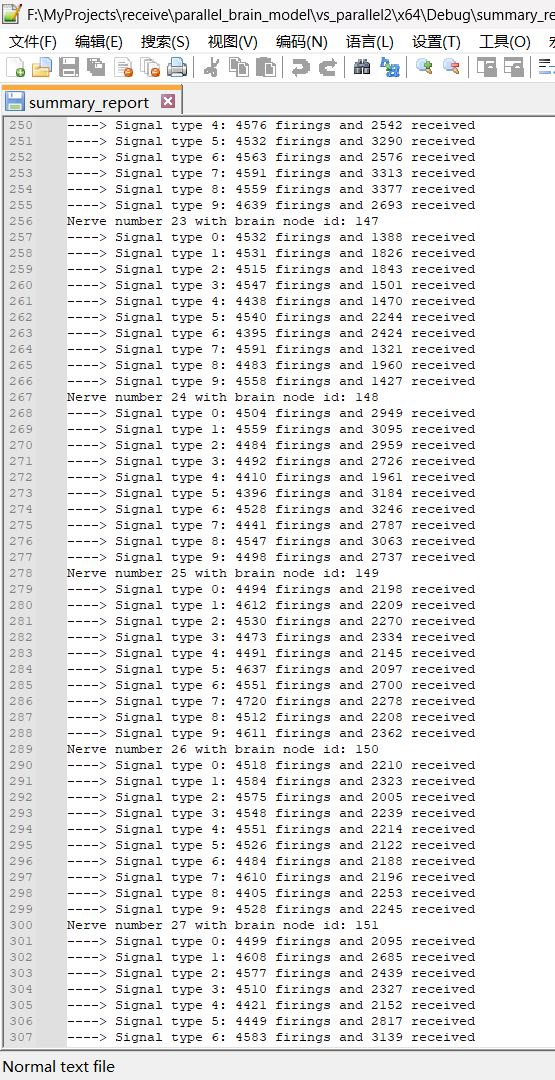 F:\MyProjects\receive\parallel_brain_model\vs_parallel2\x64\Debug\summary_re
文件(F) 编辑(E) 搜索(S) 视图(V) 编码(N) 语言(L) 设置(T) 工具(O)
summary_report
250 ----> Signal type 4: 4576 firings and 2542 received
251 ----> Signal type 5: 4532 firings and 3290 received
252 ----> Signal type 6: 4563 firings and 2576 received
253 ----> Signal type 7: 4591 firings and 3313 received
254 ----> Signal type 8: 4559 firings and 3377 received
255 ----> Signal type 9: 4639 firings and 2693 received
256 Nerve number 23 with brain node id: 147
257 ----> Signal type 0: 4532 firings and 1388 received
258 ----> Signal type 1: 4531 firings and 1826 received
259 ----> Signal type 2: 4515 firings and 1843 received
260 ----> Signal type 3: 4547 firings and 1501 received
261 ----> Signal type 4: 4438 firings and 1470 received
262 ----> Signal type 5: 4540 firings and 2244 received
263 ----> Signal type 6: 4395 firings and 2424 received
264 ----> Signal type 7: 4591 firings and 1321 received
265 ----> Signal type 8: 4483 firings and 1960 received
266 ----> Signal type 9: 4558 firings and 1427 received
267 Nerve number 24 with brain node id: 148
268 ----> Signal type 0: 4504 firings and 2949 received
269 ----> Signal type 1: 4559 firings and 3095 received
270 ----> Signal type 2: 4484 firings and 2959 received
271 ----> Signal type 3: 4492 firings and 2726 received
272 ----> Signal type 4: 4410 firings and 1961 received
273 ----> Signal type 5: 4396 firings and 3184 received
274 ----> Signal type 6: 4528 firings and 3246 received
275 ----> Signal type 7: 4441 firings and 2787 received
276 ----> Signal type 8: 4547 firings and 3063 received
277 ----> Signal type 9: 4498 firings and 2737 received
278 Nerve number 25 with brain node id: 149
279 ----> Signal type 0: 4494 firings and 2198 received
280 ----> Signal type 1: 4612 firings and 2209 received
281 ----> Signal type 2: 4530 firings and 2270 received
282 ----> Signal type 3: 4473 firings and 2334 received
283 ----> Signal type 4: 4491 firings and 2145 received
284 ----> Signal type 5: 4637 firings and 2097 received
285 ----> Signal type 6: 4551 firings and 2700 received
286 ----> Signal type 7: 4720 firings and 2278 received
287 ----> Signal type 8: 4512 firings and 2208 received
288 ----> Signal type 9: 4611 firings and 2362 received
289 Nerve number 26 with brain node id: 150
290 ----> Signal type 0: 4518 firings and 2210 received
291 ----> Signal type 1: 4584 firings and 2323 received
292 ----> Signal type 2: 4575 firings and 2005 received
293 ----> Signal type 3: 4548 firings and 2239 received
294 ----> Signal type 4: 4551 firings and 2214 received
295 ----> Signal type 5: 4526 firings and 2122 received
296 ----> Signal type 6: 4484 firings and 2188 received
297 ----> Signal type 7: 4610 firings and 2196 received
298 ----> Signal type 8: 4405 firings and 2253 received
299 ----> Signal type 9: 4528 firings and 2245 received
300 Nerve number 27 with brain node id: 151
301 ----> Signal type 0: 4499 firings and 2095 received
302 ----> Signal type 1: 4608 firings and 2685 received
303 ----> Signal type 2: 4577 firings and 2439 received
304 ----> Signal type 3: 4510 firings and 2327 received
305 ----> Signal type 4: 4421 firings and 2152 received
306 ----> Signal type 5: 4449 firings and 2817 received
307 ----> Signal type 6: 4583 firings and 3139 received
Normal text file